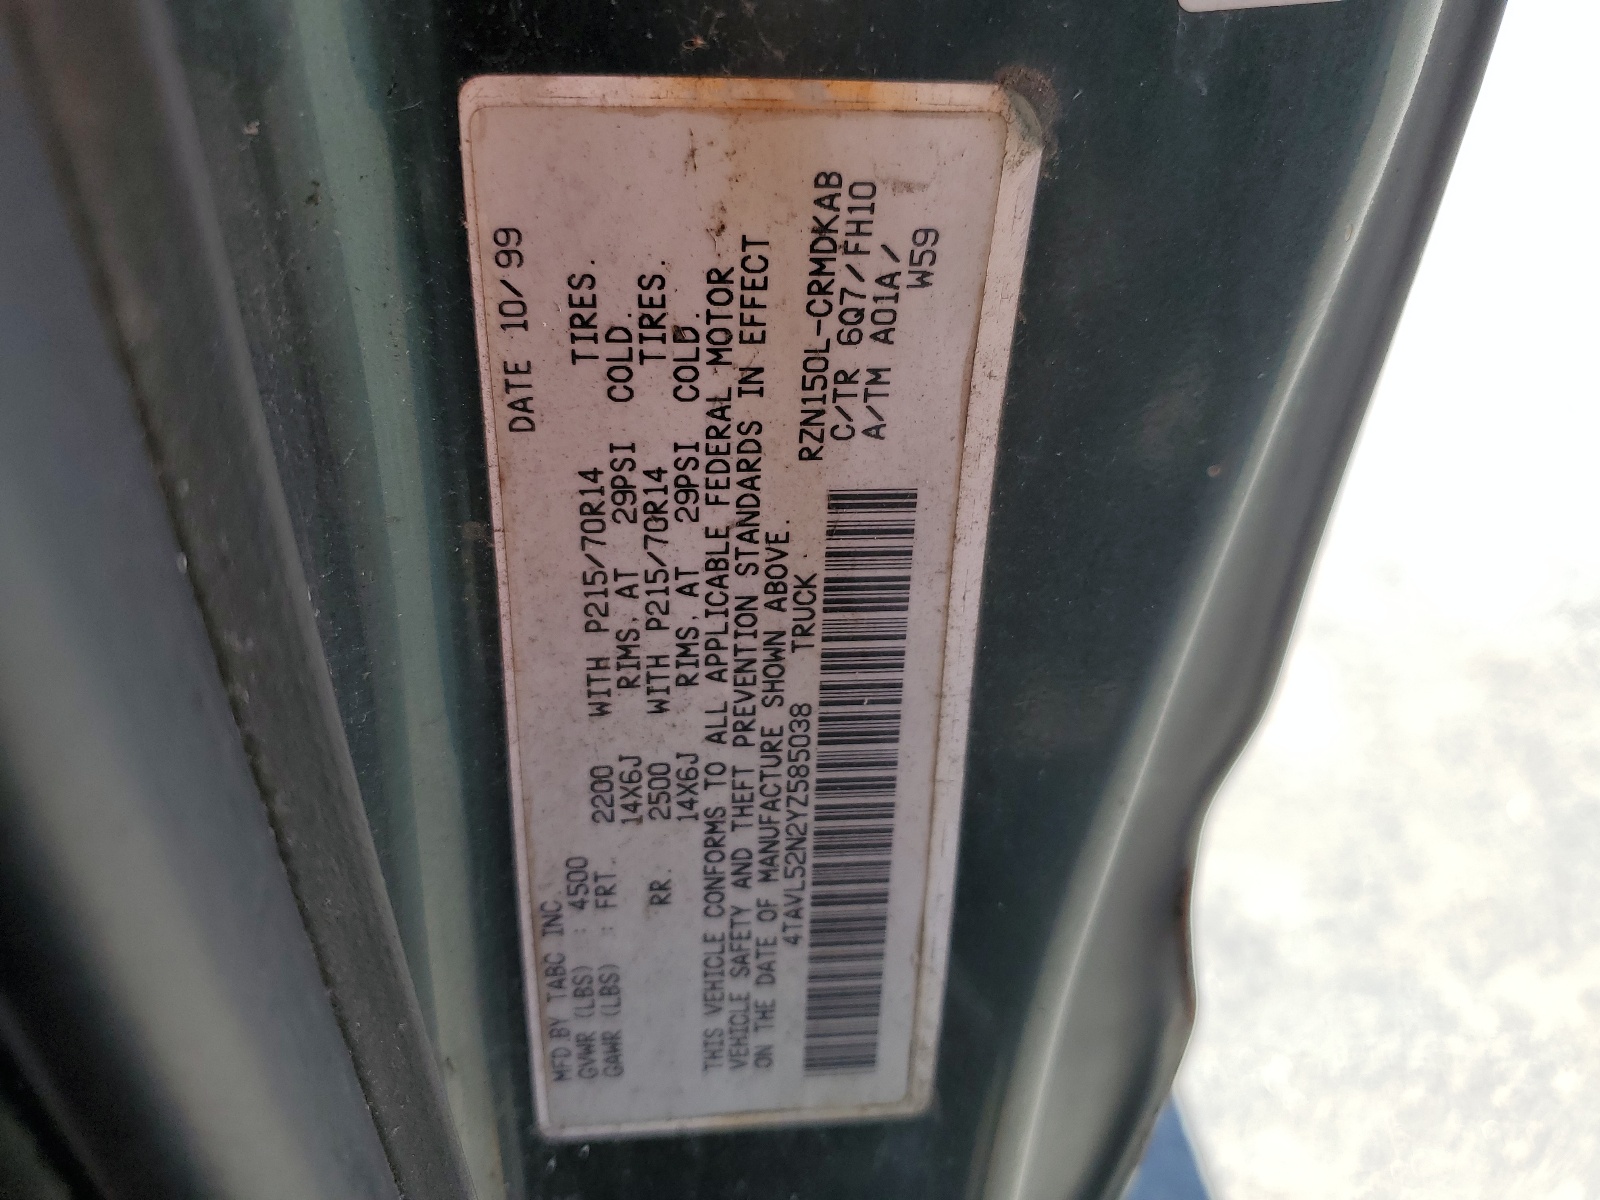 MFD.BY TABC INC. DATE 10/99
GVWR (LBS) : 4500
GAWR (LBS) : FRT. 2200 WITH P215/70R14 TIRES.
14X6J RIMS, AT 29PSI COLD.
RR. 2500 WITH P215/70R14 TIRES.
14X6J RIMS, AT 29PSI COLD.
THIS VEHICLE CONFORMS TO ALL APPLICABLE FEDERAL MOTOR
VEHICLE SAFETY AND THEFT PREVENTION STANDARDS IN EFFECT
ON THE DATE OF MANUFACTURE SHOWN ABOVE.
4TAVL52N2YZ585038 TRUCK
RZN150L-CRMDKAB
C/TR 6Q7/FH10
A/TM A01A/
W59